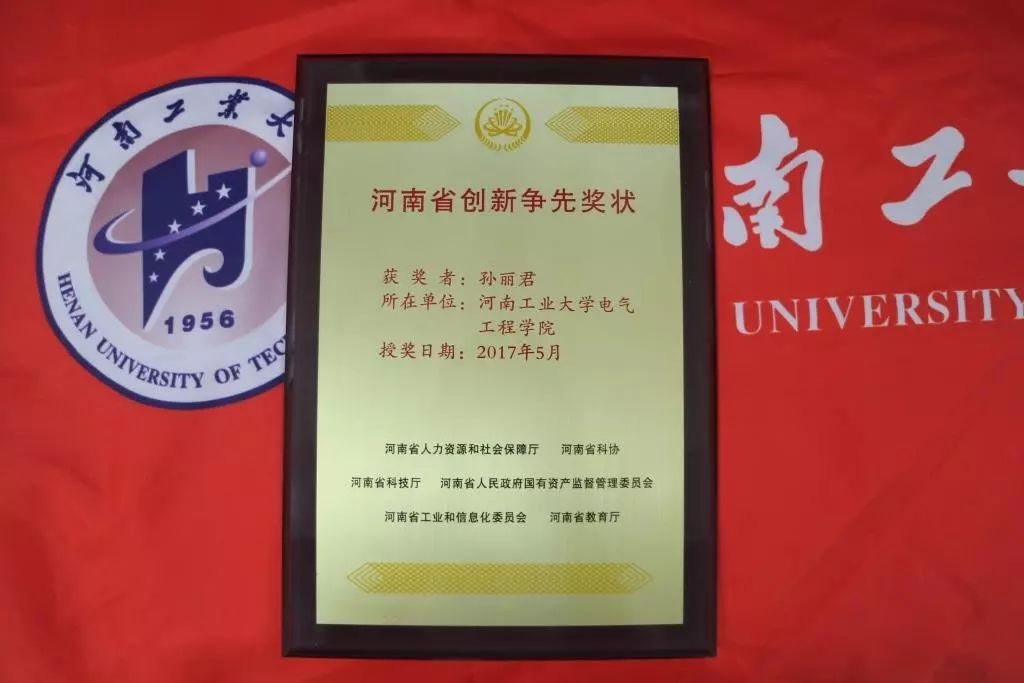 河南工业大
HENAN UNIVERSITY OF TEC
1956
河南省创新争先奖状
获奖者：孙丽君
所在单位：河南工业大学电气
工程学院
授奖日期：2017年5月
河南省人力资源和社会保障厅 河南省科协
河南省科技厅 河南省人民政府国有资产监督管理委员会
河南省工业和信息化委员会 河南省教育厅
南工
UNIVERSITY